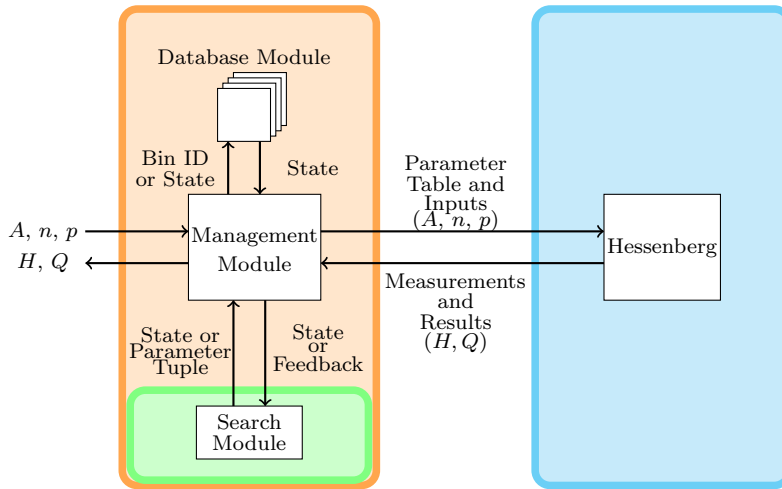 Database Module
Bin ID
or State
State
A, n, p
H, Q
Management
Module
Parameter
Table and
Inputs
(A, n, p)
Hessenberg
Measurements
and
Results
(H, Q)
State or
Parameter
Tuple
State
or
Feedback
Search
Module